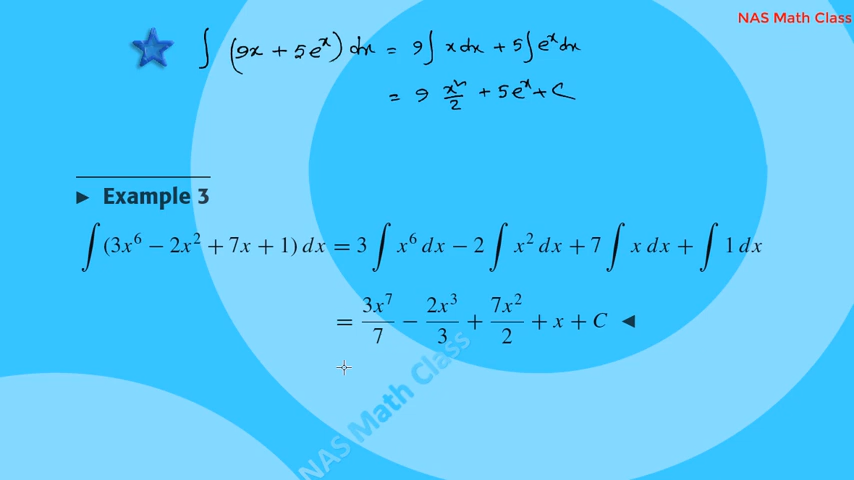 NAS Math Class
∫ (9x + 5eˣ) dx = 9∫ x dx + 5∫ eˣ dx
= 9 x²/2 + 5eˣ + C
► Example 3
∫ (3x⁶ − 2x² + 7x + 1) dx = 3 ∫ x⁶ dx − 2 ∫ x² dx + 7 ∫ x dx + ∫ 1 dx
= 3x⁷/7 − 2x³/3 + 7x²/2 + x + C ◄
NAS Math Class